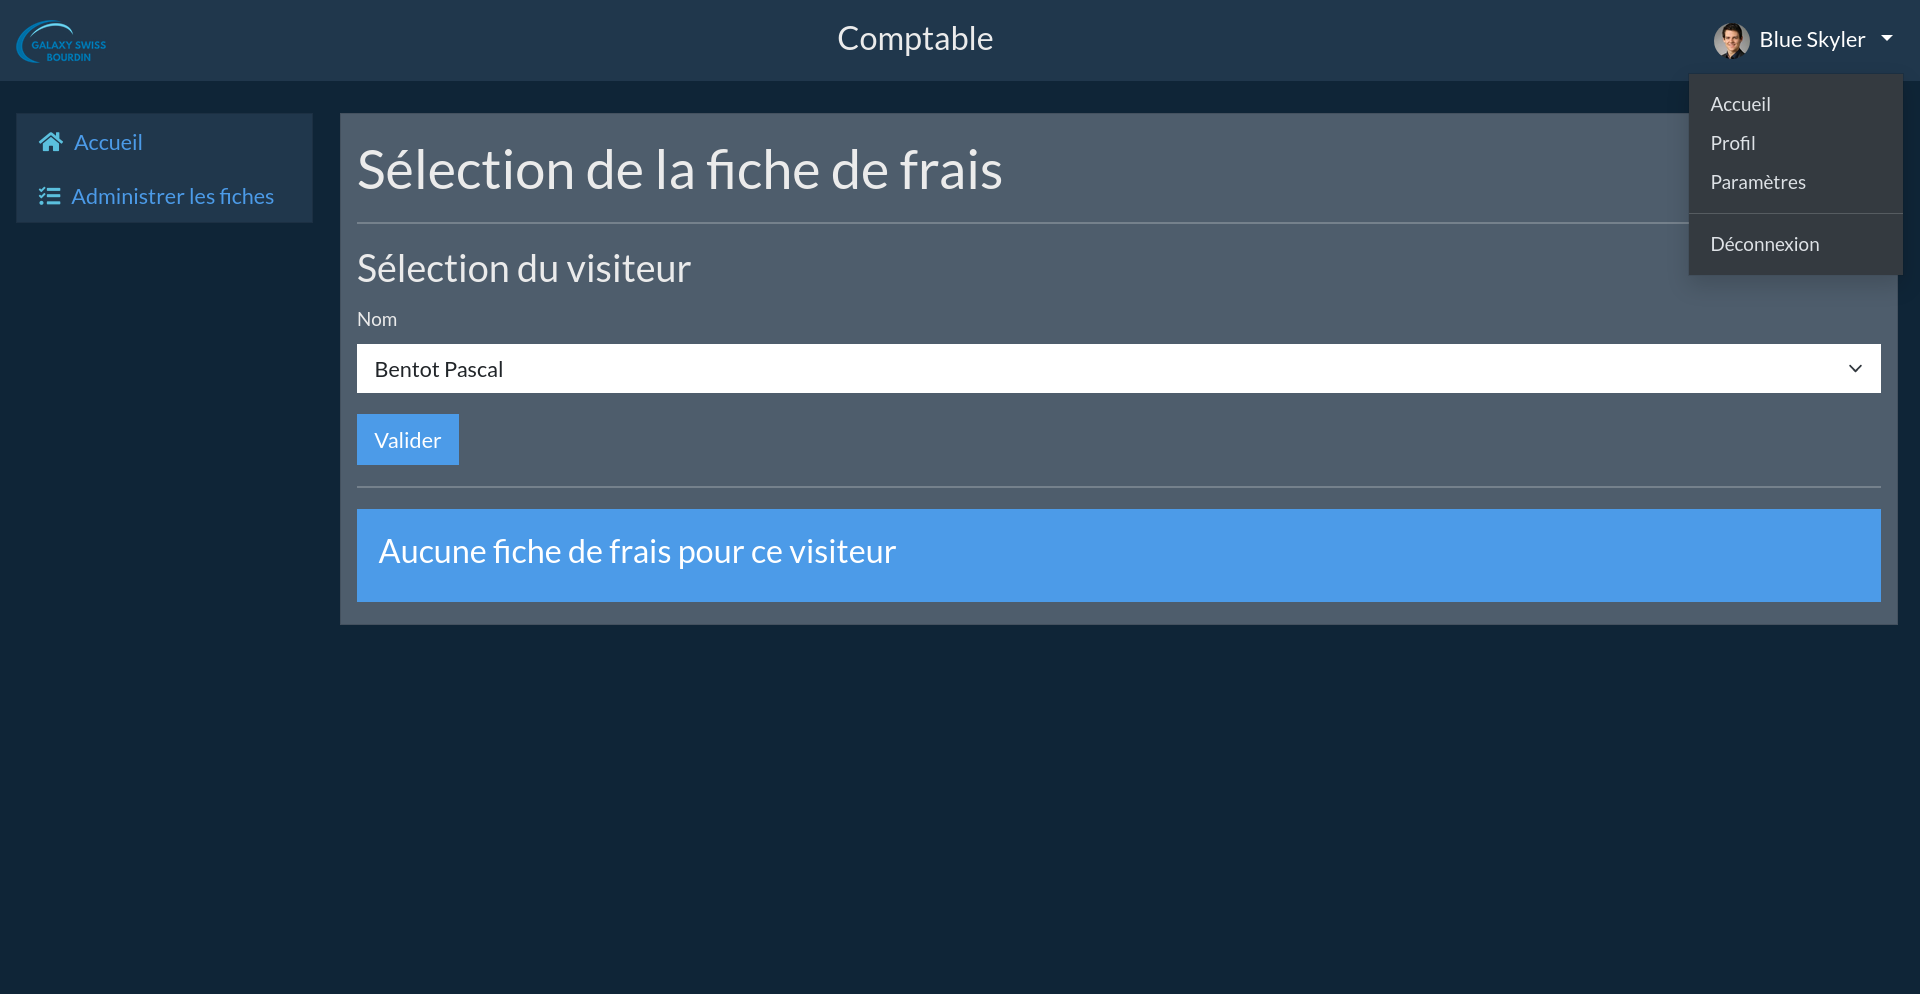 GALAXY SWISS
BOURDIN
Comptable
Blue Skyler
Accueil
Profil
Paramètres
Déconnexion
Accueil
Administrer les fiches
Sélection de la fiche de frais
Sélection du visiteur
Nom
Bentot Pascal
Valider
Aucune fiche de frais pour ce visiteur